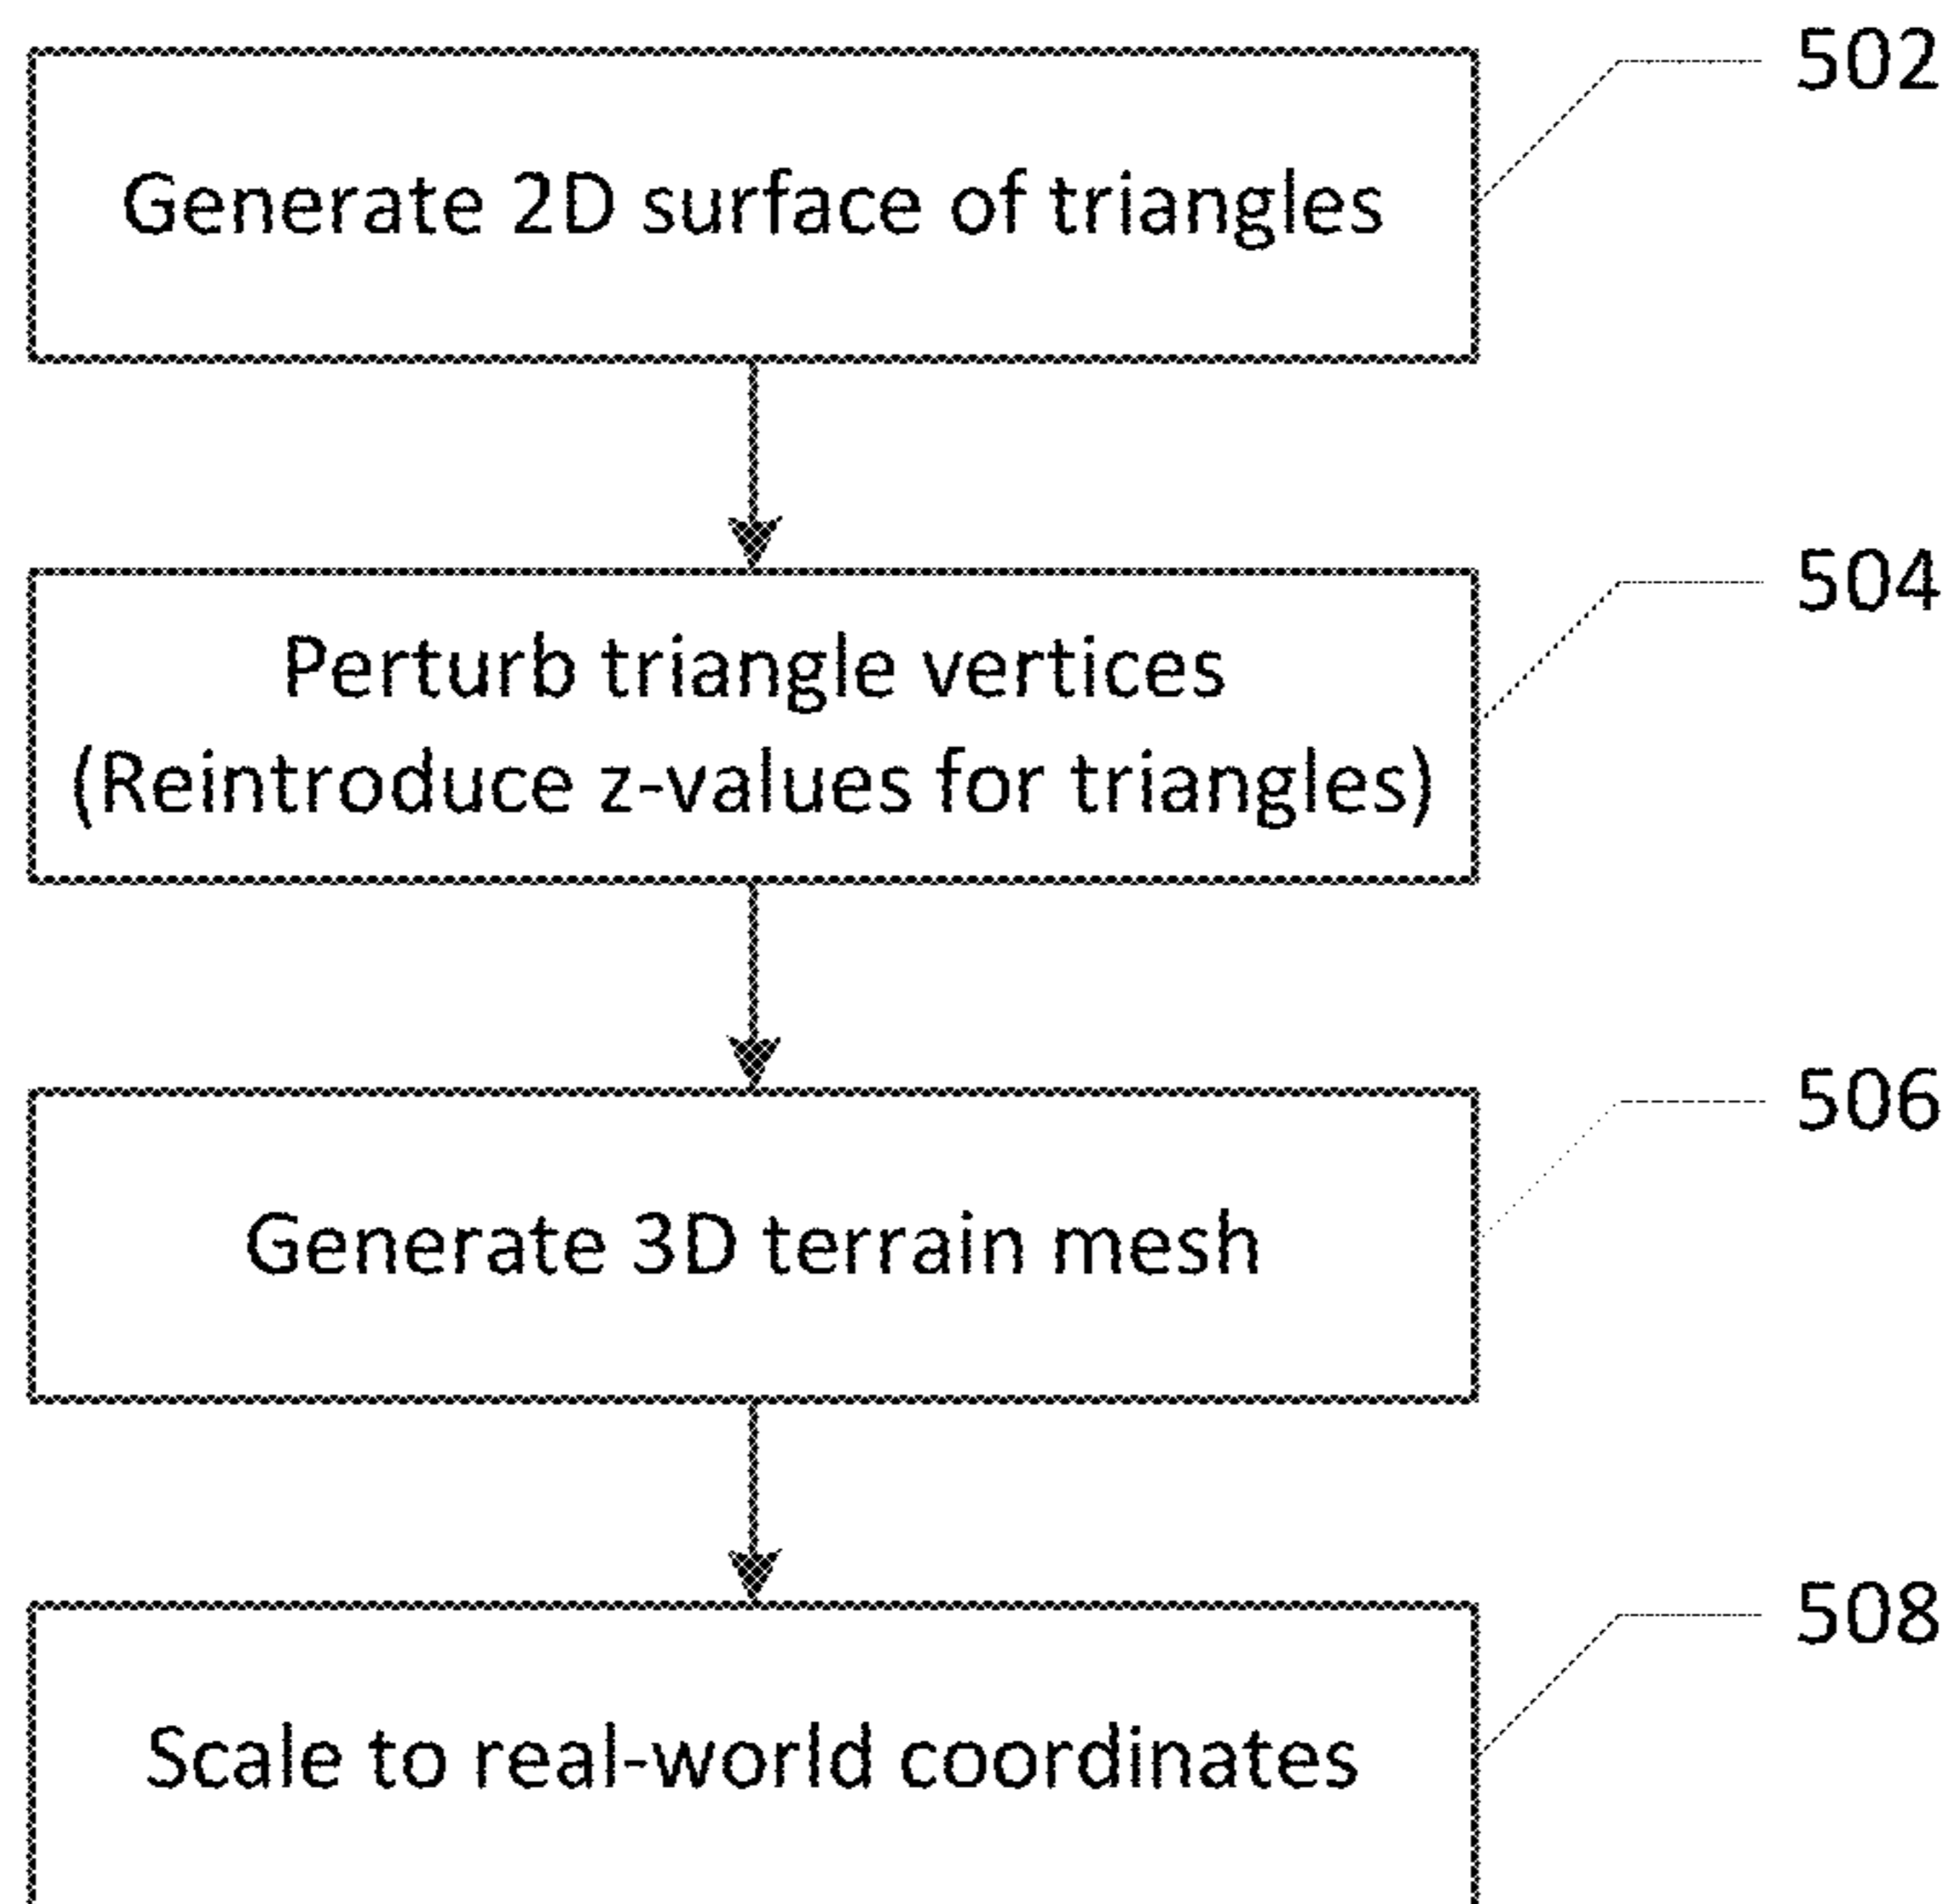 502
Generate 2D surface of triangles
504
Perturb triangle vertices
(Reintroduce z-values for triangles)
506
Generate 3D terrain mesh
508
Scale to real-world coordinates